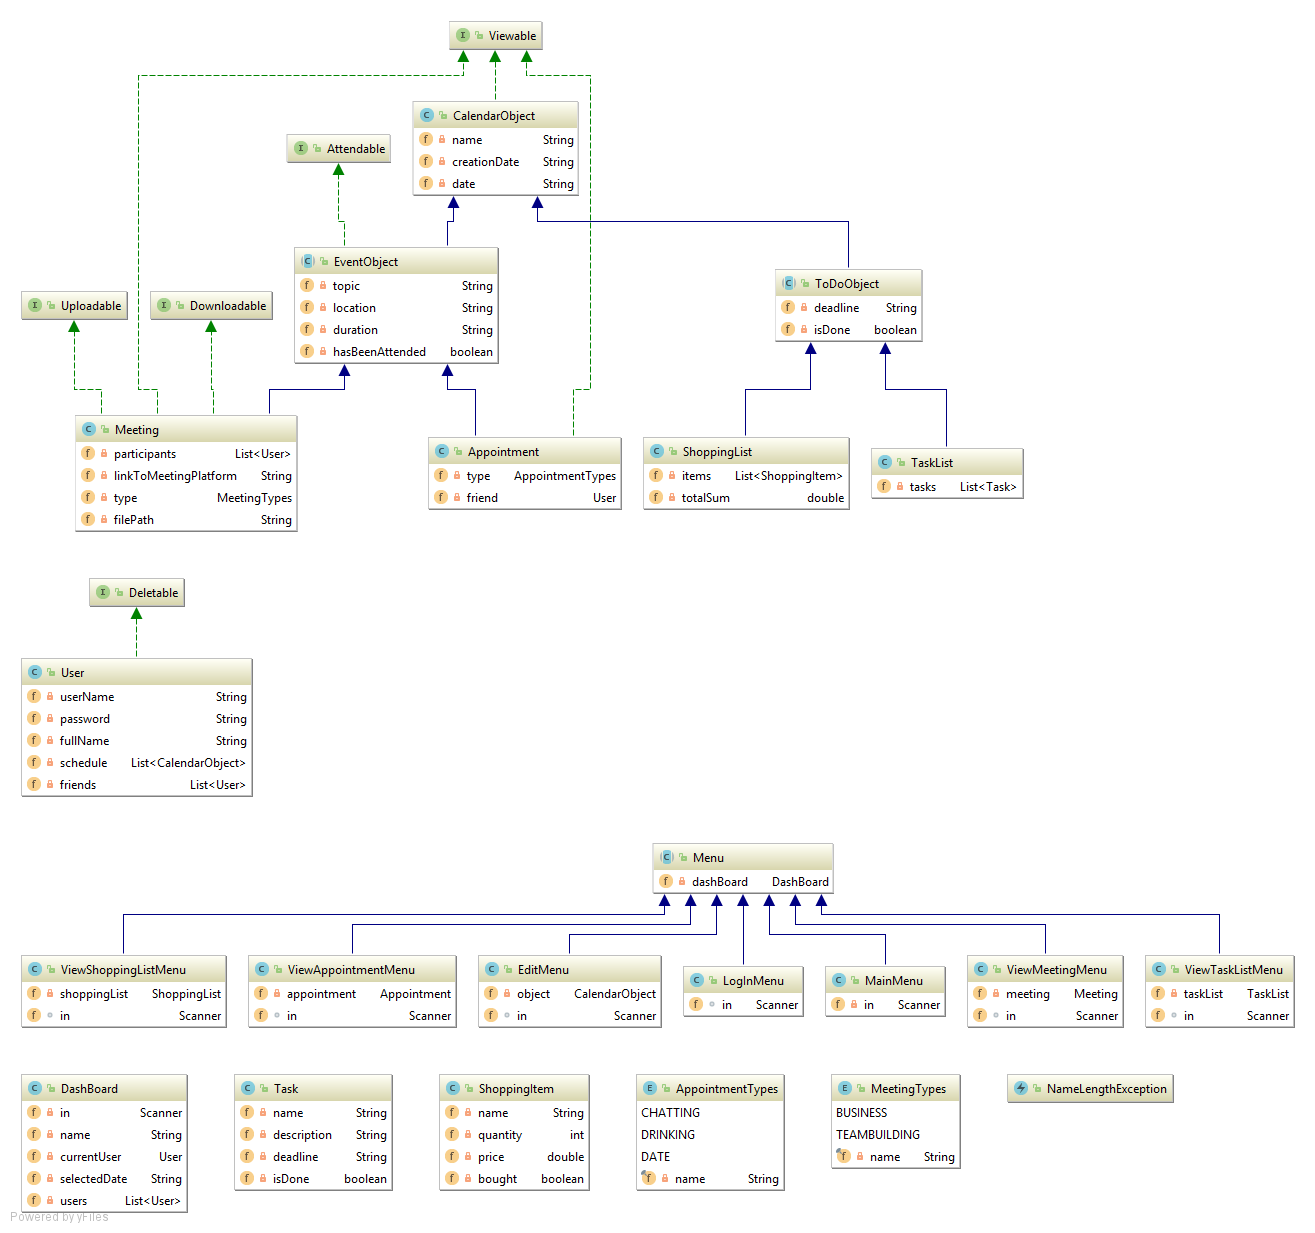 Viewable
CalendarObject
name String
creationDate String
date String
Attendable
EventObject
topic String
location String
duration String
hasBeenAttended boolean
ToDoObject
deadline String
isDone boolean
Uploadable
Downloadable
Meeting
participants List<User>
linkToMeetingPlatform String
type MeetingTypes
filePath String
Appointment
type AppointmentTypes
friend User
ShoppingList
items List<ShoppingItem>
totalSum double
TaskList
tasks List<Task>
Deletable
User
userName String
password String
fullName String
schedule List<CalendarObject>
friends List<User>
Menu
dashBoard DashBoard
ViewShoppingListMenu
shoppingList ShoppingList
in Scanner
ViewAppointmentMenu
appointment Appointment
in Scanner
EditMenu
object CalendarObject
in Scanner
LogInMenu
in Scanner
MainMenu
in Scanner
ViewMeetingMenu
meeting Meeting
in Scanner
ViewTaskListMenu
taskList TaskList
in Scanner
DashBoard
in Scanner
name String
currentUser User
selectedDate String
users List<User>
Task
name String
description String
deadline String
isDone boolean
ShoppingItem
name String
quantity int
price double
bought boolean
AppointmentTypes
CHATTING
DRINKING
DATE
name String
MeetingTypes
BUSINESS
TEAMBUILDING
name String
NameLengthException
Powered by yFiles